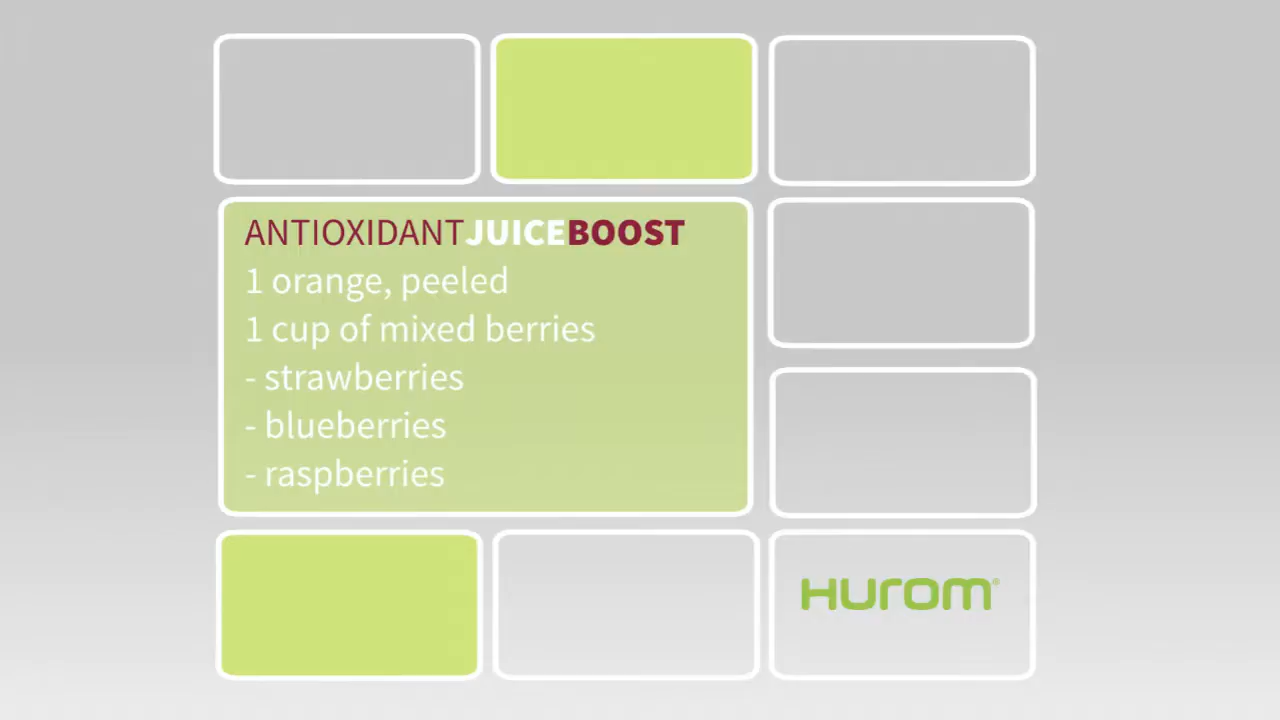 ANTIOXIDANTJUICEBOOST
1 orange, peeled
1 cup of mixed berries
- strawberries
- blueberries
- raspberries
HUROM®